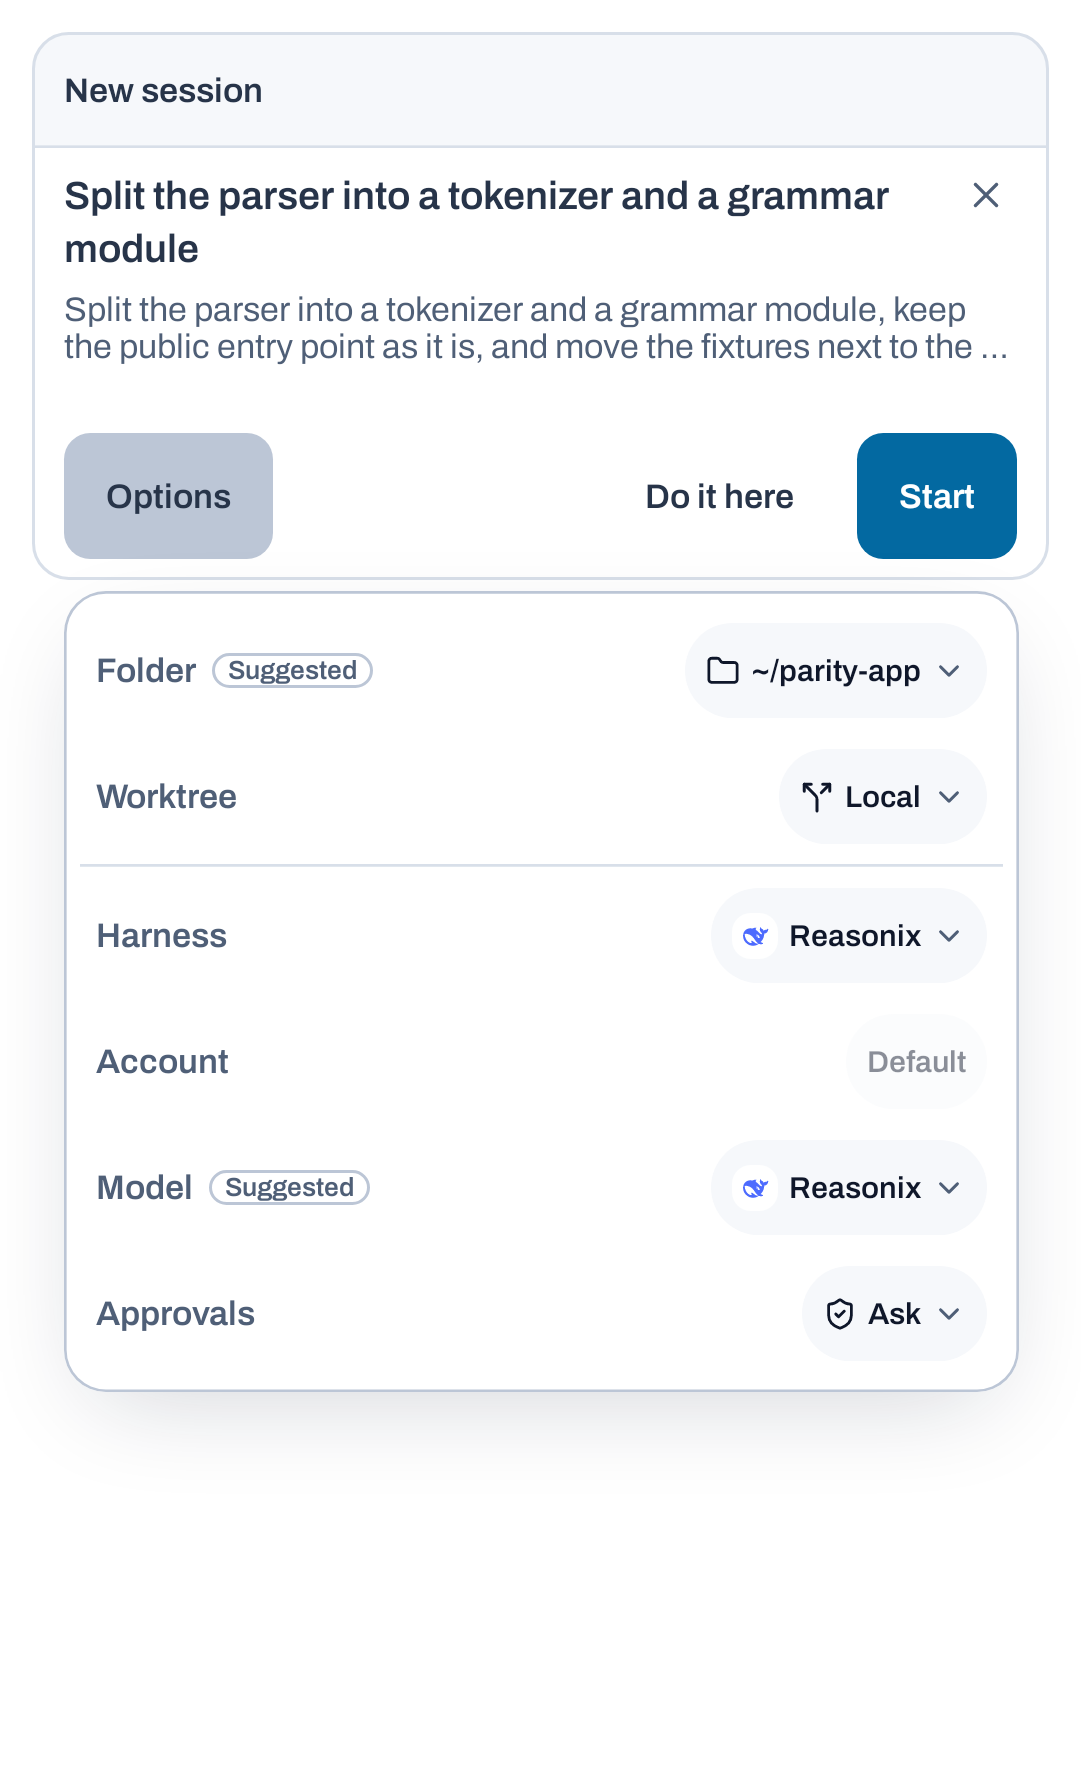 New session
Split the parser into a tokenizer and a grammar
module
Split the parser into a tokenizer and a grammar module, keep
the public entry point as it is, and move the fixtures next to the ...
Options
Do it here
Start
Folder
Suggested
~/parity-app
Worktree
Local
Harness
Reasonix
Account
Default
Model
Suggested
Reasonix
Approvals
Ask